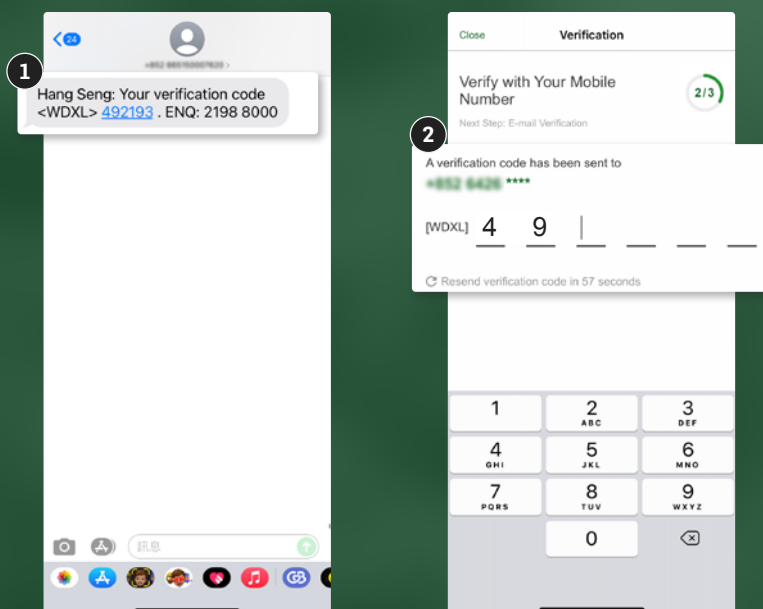 24
1
Hang Seng: Your verification code
<WDXL> 492193 . ENQ: 2198 8000
訊息
Close
Verification
Verify with Your Mobile
Number
2/3
Next Step: E-mail Verification
2
A verification code has been sent to
+852 6426 ****
[WDXL] 4 9
Resend verification code in 57 seconds
1
2
ABC
3
DEF
4
GHI
5
JKL
6
MNO
7
PQRS
8
TUV
9
WXYZ
0